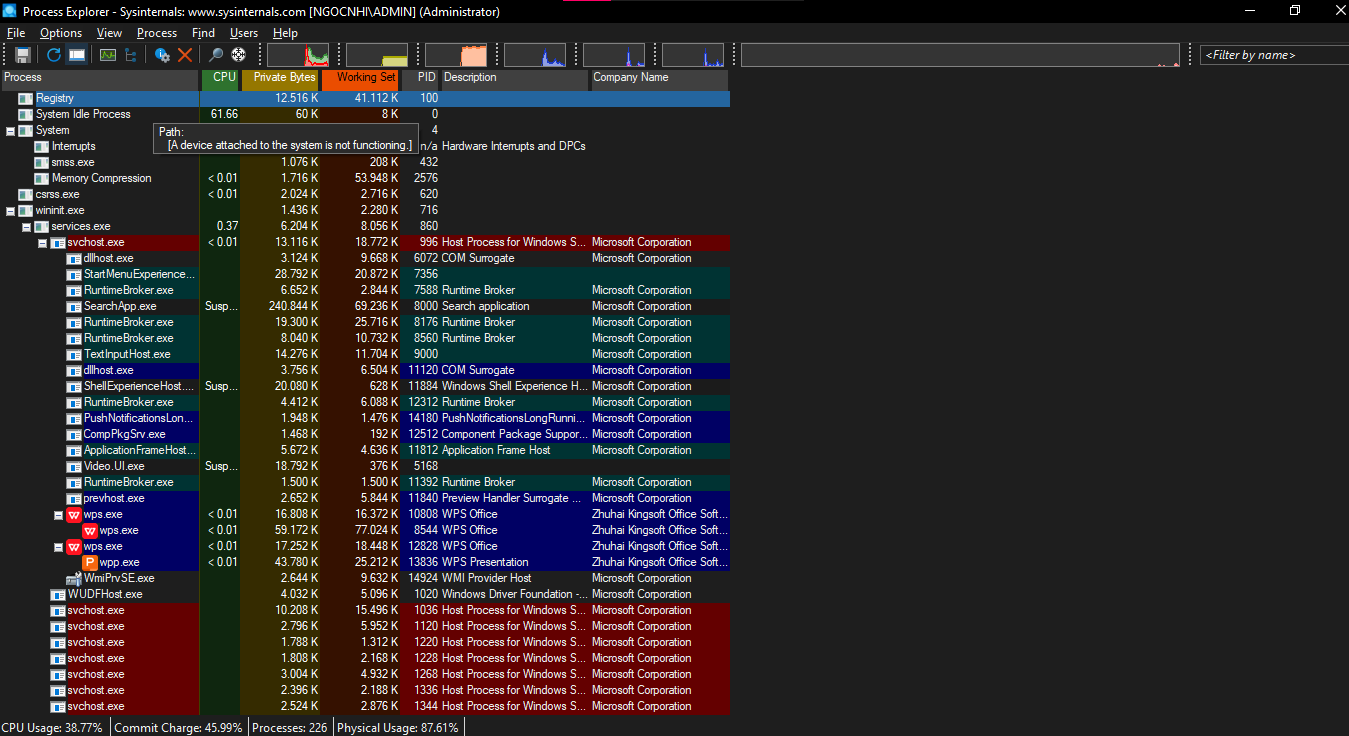 Process Explorer - Sysinternals: www.sysinternals.com [NGOCNHI\ADMIN] (Administrator)
File Options View Process Find Users Help
<Filter by name>
Process CPU Private Bytes Working Set PID Description Company Name
Registry 12.516 K 41.112 K 100
System Idle Process 61.66 60 K 8 K 0
System 4
Path:
[A device attached to the system is not functioning.]
Interrupts n/a Hardware Interrupts and DPCs
smss.exe 1.076 K 208 K 432
Memory Compression < 0.01 1.716 K 53.948 K 2576
csrss.exe < 0.01 2.024 K 2.716 K 620
wininit.exe 1.436 K 2.280 K 716
services.exe 0.37 6.204 K 8.056 K 860
svchost.exe < 0.01 13.116 K 18.772 K 996 Host Process for Windows S... Microsoft Corporation
dllhost.exe 3.124 K 9.668 K 6072 COM Surrogate Microsoft Corporation
StartMenuExperience... 28.792 K 20.872 K 7356
RuntimeBroker.exe 6.652 K 2.844 K 7588 Runtime Broker Microsoft Corporation
SearchApp.exe Susp... 240.844 K 69.236 K 8000 Search application Microsoft Corporation
RuntimeBroker.exe 19.300 K 25.716 K 8176 Runtime Broker Microsoft Corporation
RuntimeBroker.exe 8.040 K 10.732 K 8560 Runtime Broker Microsoft Corporation
TextInputHost.exe 14.276 K 11.704 K 9000 Microsoft Corporation
dllhost.exe 3.756 K 6.504 K 11120 COM Surrogate Microsoft Corporation
ShellExperienceHost.... Susp... 20.080 K 628 K 11884 Windows Shell Experience H... Microsoft Corporation
RuntimeBroker.exe 4.412 K 6.088 K 12312 Runtime Broker Microsoft Corporation
PushNotificationsLon... 1.948 K 1.476 K 14180 PushNotificationsLongRunni... Microsoft Corporation
CompPkgSrv.exe 1.468 K 192 K 12512 Component Package Suppor... Microsoft Corporation
ApplicationFrameHost... 5.672 K 4.636 K 11812 Application Frame Host Microsoft Corporation
Video.UI.exe Susp... 18.792 K 376 K 5168
RuntimeBroker.exe 1.500 K 1.500 K 11392 Runtime Broker Microsoft Corporation
prevhost.exe 2.652 K 5.844 K 11840 Preview Handler Surrogate ... Microsoft Corporation
wps.exe < 0.01 16.808 K 16.372 K 10808 WPS Office Zhuhai Kingsoft Office Soft...
wps.exe < 0.01 59.172 K 77.024 K 8544 WPS Office Zhuhai Kingsoft Office Soft...
wps.exe < 0.01 17.252 K 18.448 K 12828 WPS Office Zhuhai Kingsoft Office Soft...
P wpp.exe < 0.01 43.780 K 25.212 K 13836 WPS Presentation Zhuhai Kingsoft Office Soft...
WmiPrvSE.exe 2.644 K 9.632 K 14924 WMI Provider Host Microsoft Corporation
WUDFHost.exe 4.032 K 5.096 K 1020 Windows Driver Foundation -... Microsoft Corporation
svchost.exe 10.208 K 15.496 K 1036 Host Process for Windows S... Microsoft Corporation
svchost.exe 2.796 K 5.952 K 1120 Host Process for Windows S... Microsoft Corporation
svchost.exe 1.788 K 1.312 K 1220 Host Process for Windows S... Microsoft Corporation
svchost.exe 1.808 K 2.168 K 1228 Host Process for Windows S... Microsoft Corporation
svchost.exe 3.004 K 4.932 K 1268 Host Process for Windows S... Microsoft Corporation
svchost.exe 2.396 K 2.188 K 1336 Host Process for Windows S... Microsoft Corporation
svchost.exe 2.524 K 2.876 K 1344 Host Process for Windows S... Microsoft Corporation
CPU Usage: 38.77% Commit Charge: 45.99% Processes: 226 Physical Usage: 87.61%